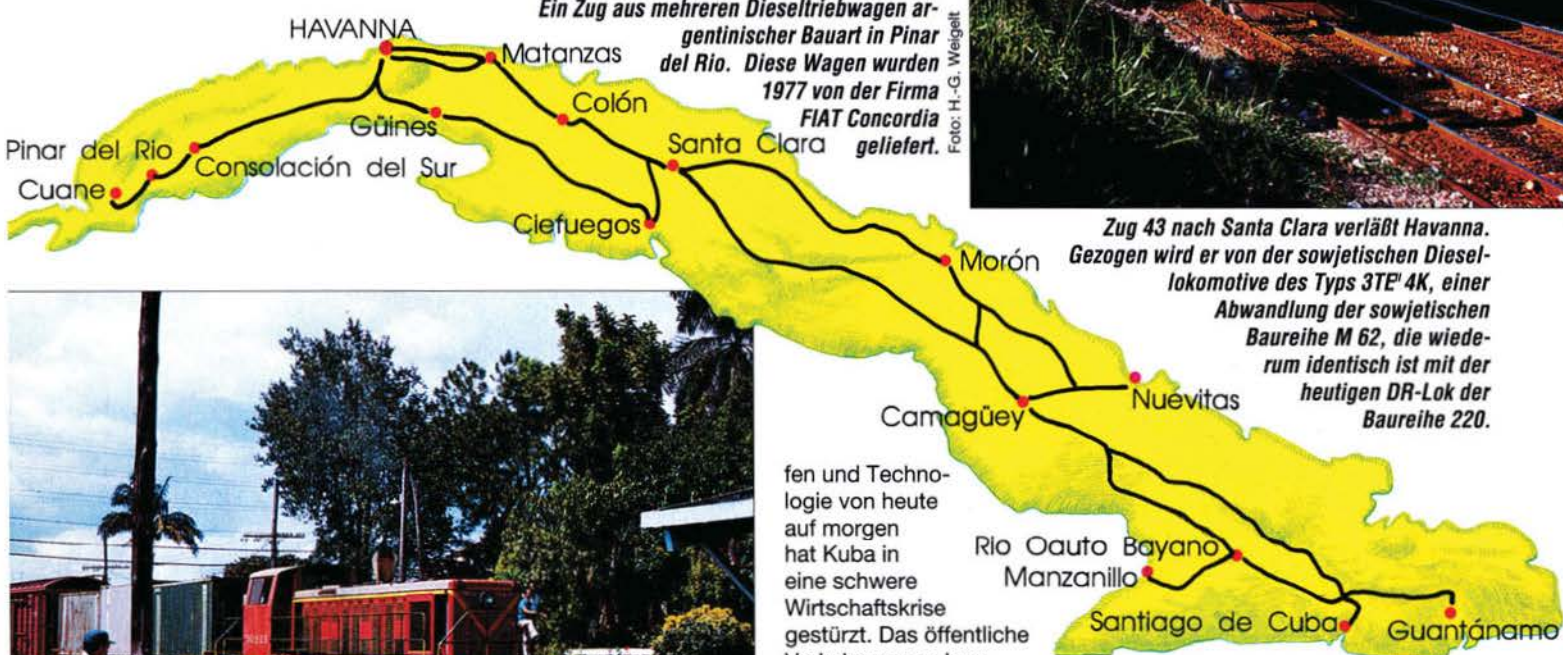 Ein Zug aus mehreren Dieseltriebwagen ar-
gentinischer Bauart in Pinar
del Rio. Diese Wagen wurden
1977 von der Firma
FIAT Concordia
geliefert.
Foto: H.-G. Weigelt
HAVANNA
Matanzas
Colón
Güines
Santa Clara
Pinar del Rio
Consolación del Sur
Cuane
Ciefuegos
Morón
Zug 43 nach Santa Clara verläßt Havanna.
Gezogen wird er von der sowjetischen Diesel-
lokomotive des Typs 3TE" 4K, einer
Abwandlung der sowjetischen
Baureihe M 62, die wiede-
rum identisch ist mit der
heutigen DR-Lok der
Baureihe 220.
Camagüey
Nuévitas
fen und Techno-
logie von heute
auf morgen
hat Kuba in
eine schwere
Wirtschaftskrise
gestürzt. Das öffentliche
Rio Oauto Bayano
Manzanillo
Santiago de Cuba
Guantánamo